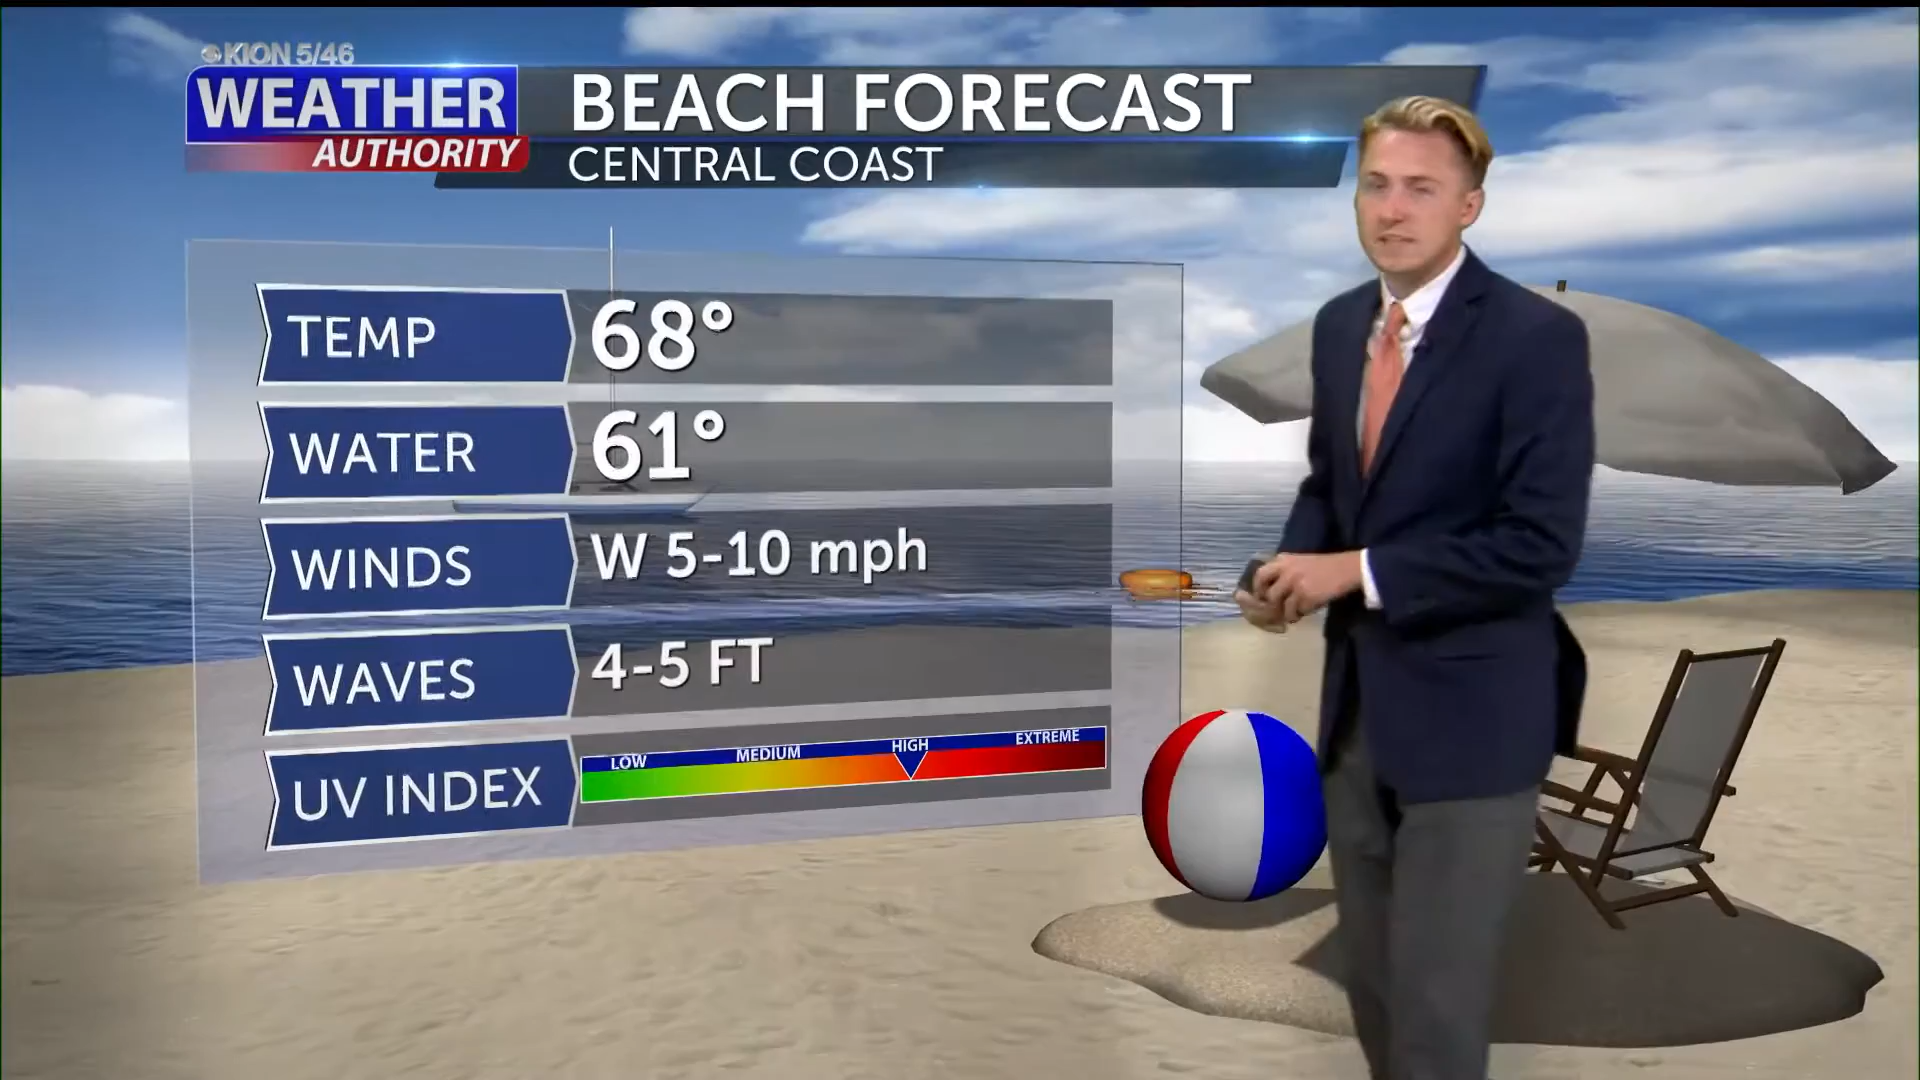 KION 5/46
WEATHER
AUTHORITY
BEACH FORECAST
CENTRAL COAST
TEMP 68°
WATER 61°
WINDS W 5-10 mph
WAVES 4-5 FT
UV INDEX LOW MEDIUM HIGH EXTREME